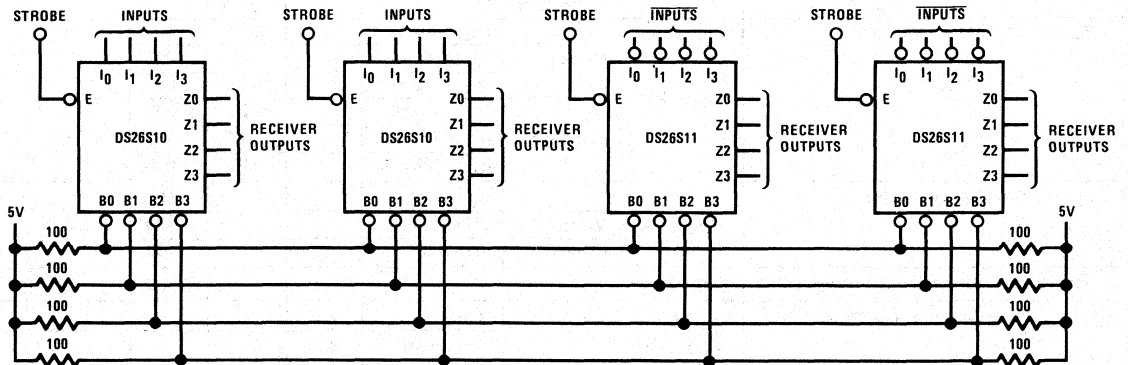 STROBE INPUTS STROBE INPUTS STROBE INPUTS STROBE INPUTS
I0 I1 I2 I3 I0 I1 I2 I3 I0 I1 I2 I3 I0 I1 I2 I3
E Z0 E Z0 E Z0 E Z0
Z1 Z1 Z1 Z1
DS26S10 RECEIVER OUTPUTS DS26S10 RECEIVER OUTPUTS DS26S11 RECEIVER OUTPUTS DS26S11 RECEIVER OUTPUTS
Z2 Z2 Z2 Z2
Z3 Z3 Z3 Z3
B0 B1 B2 B3 B0 B1 B2 B3 B0 B1 B2 B3 B0 B1 B2 B3
5V 5V
100 100
100 100
100 100
100 100